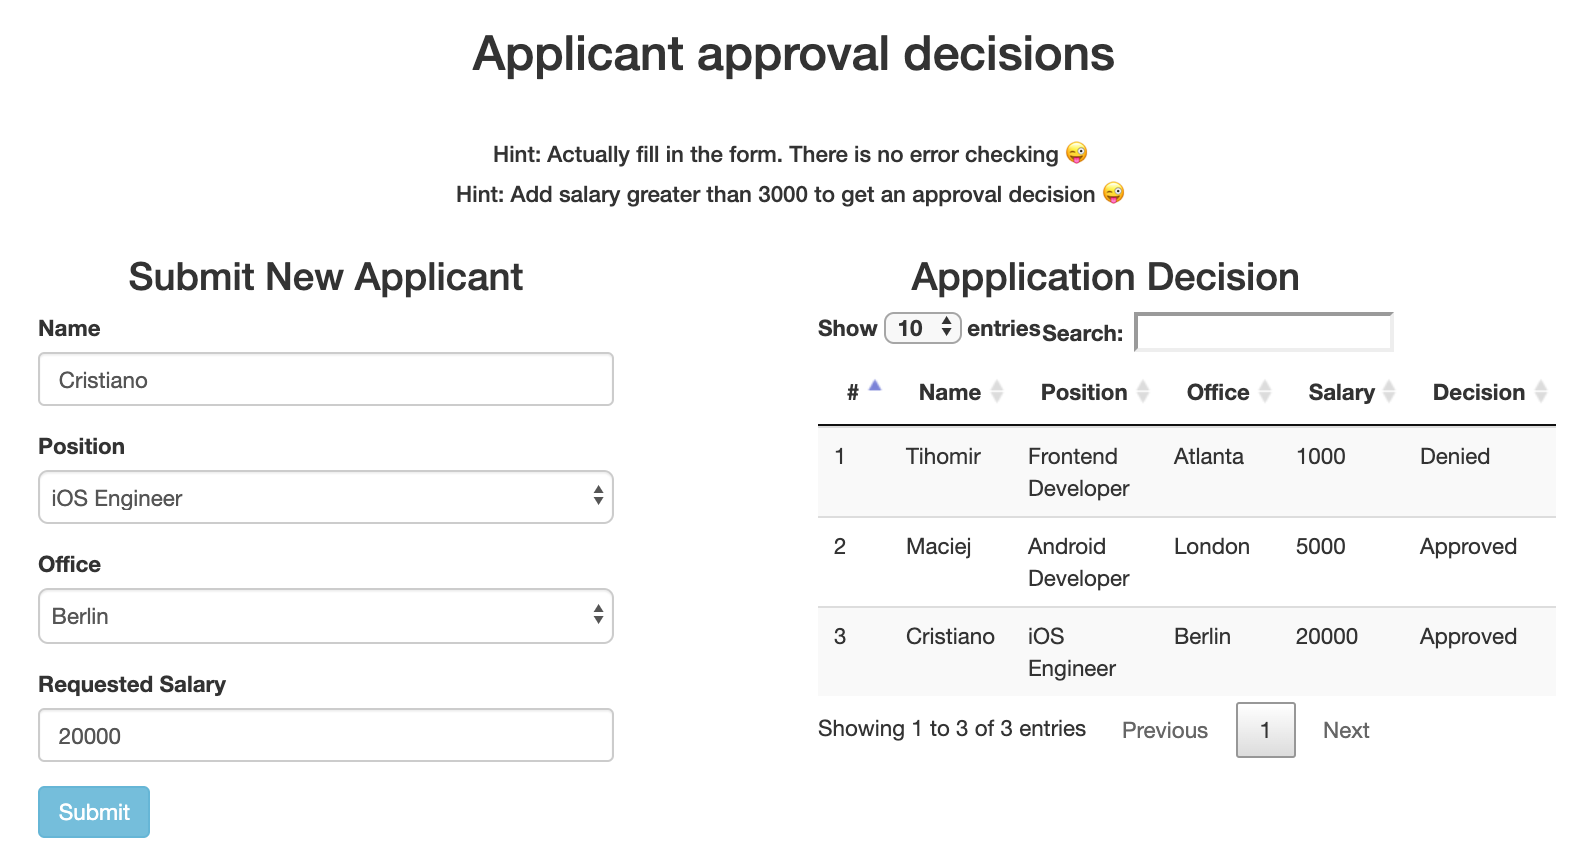 Applicant approval decisions
Hint: Actually fill in the form. There is no error checking 😜
Hint: Add salary greater than 3000 to get an approval decision 😜
Submit New Applicant
Name
Cristiano
Position
iOS Engineer
Office
Berlin
Requested Salary
20000
Submit
Appplication Decision
Show 10 entries Search:
# Name Position Office Salary Decision
1 Tihomir Frontend Atlanta 1000 Denied
Developer
2 Maciej Android London 5000 Approved
Developer
3 Cristiano iOS Berlin 20000 Approved
Engineer
Showing 1 to 3 of 3 entries Previous 1 Next